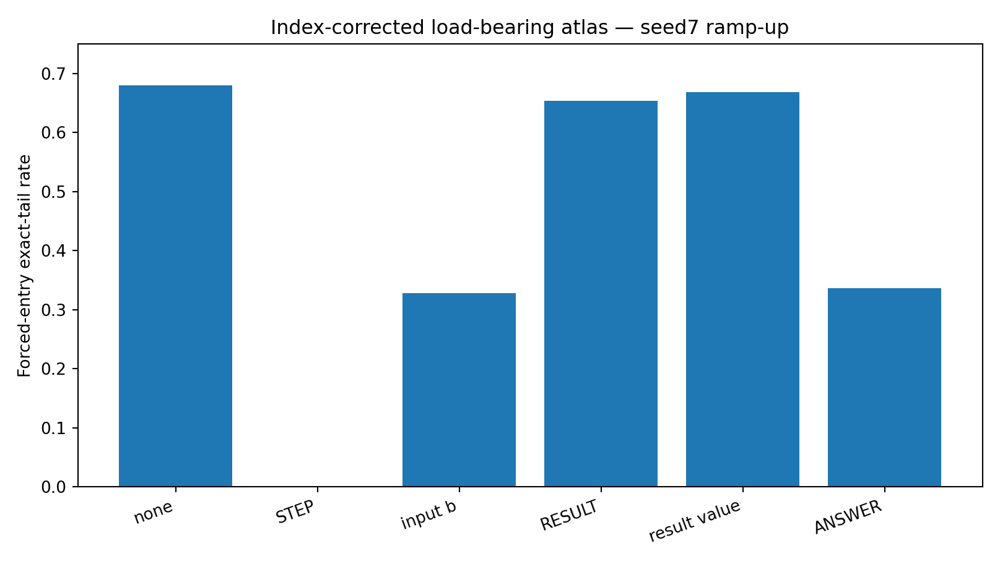 Index-corrected load-bearing atlas — seed7 ramp-up
Forced-entry exact-tail rate
0.7
0.6
0.5
0.4
0.3
0.2
0.1
0.0
none
STEP
input b
RESULT
result value
ANSWER